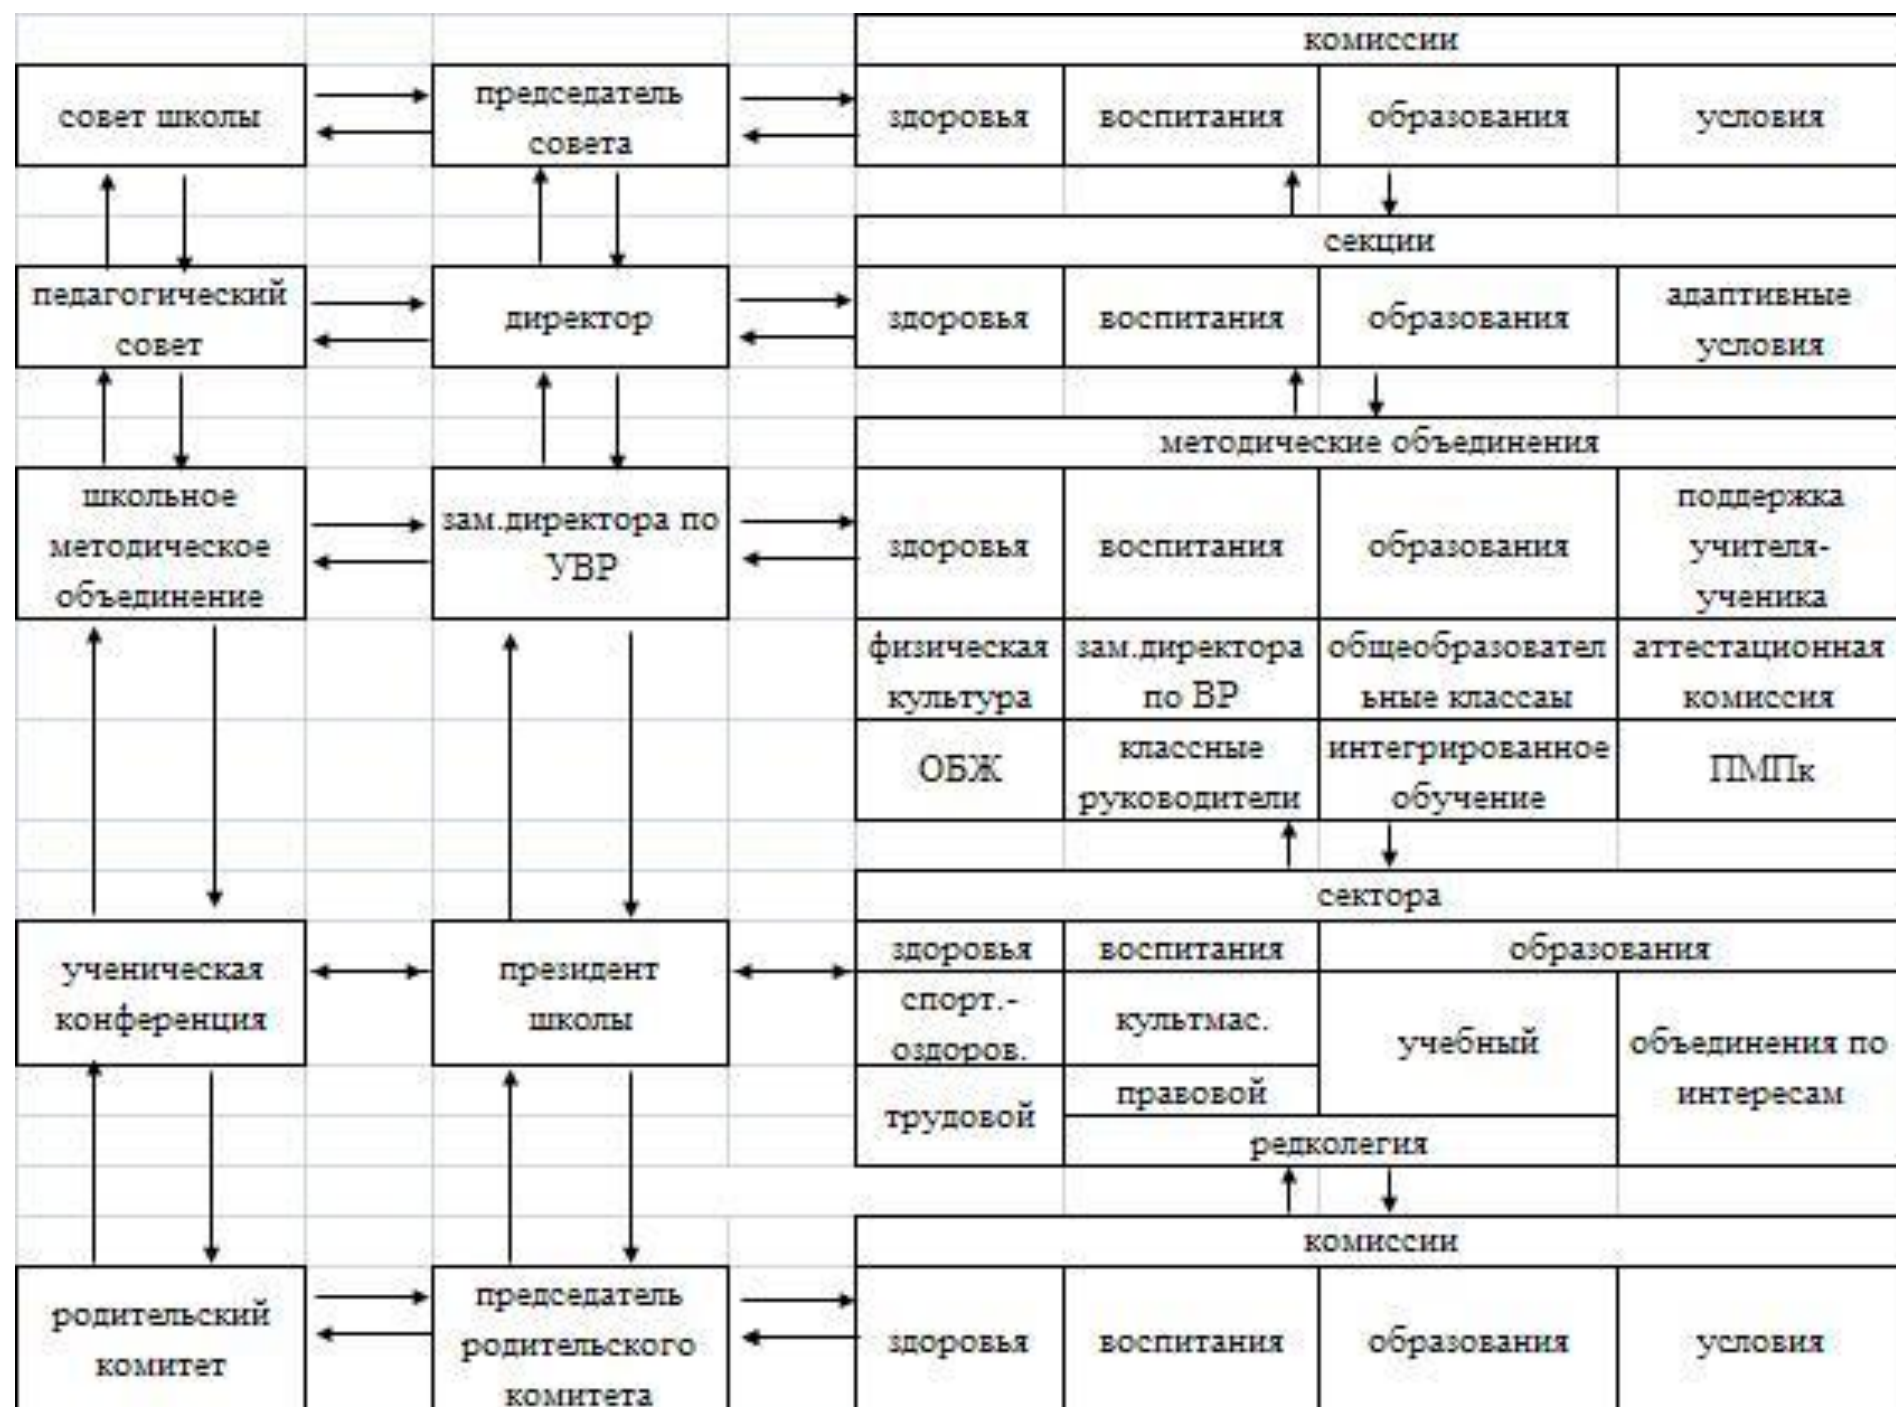 комиссии
совет школы
председатель
совета
здоровья
воспитания
образования
условия
секции
педагогический
совет
директор
здоровья
воспитания
образования
адаптивные
условия
методические объединения
школьное
методическое
объединение
зам.директора по
УВР
здоровья
воспитания
образования
поддержка
учителя-
ученика
физическая
культура
зам.директора
по ВР
общеобразовател
ьные классаы
аттестационная
комиссия
ОБЖ
классные
руководители
интегрированное
обучение
ПМПк
сектора
ученическая
конференция
президент
школы
здоровья
воспитания
образования
спорт.-
оздоров.
культмас.
учебный
объединения по
интересам
трудовой
правовой
редколегия
комиссии
родительский
комитет
председатель
родительского
комитета
здоровья
воспитания
образования
условия